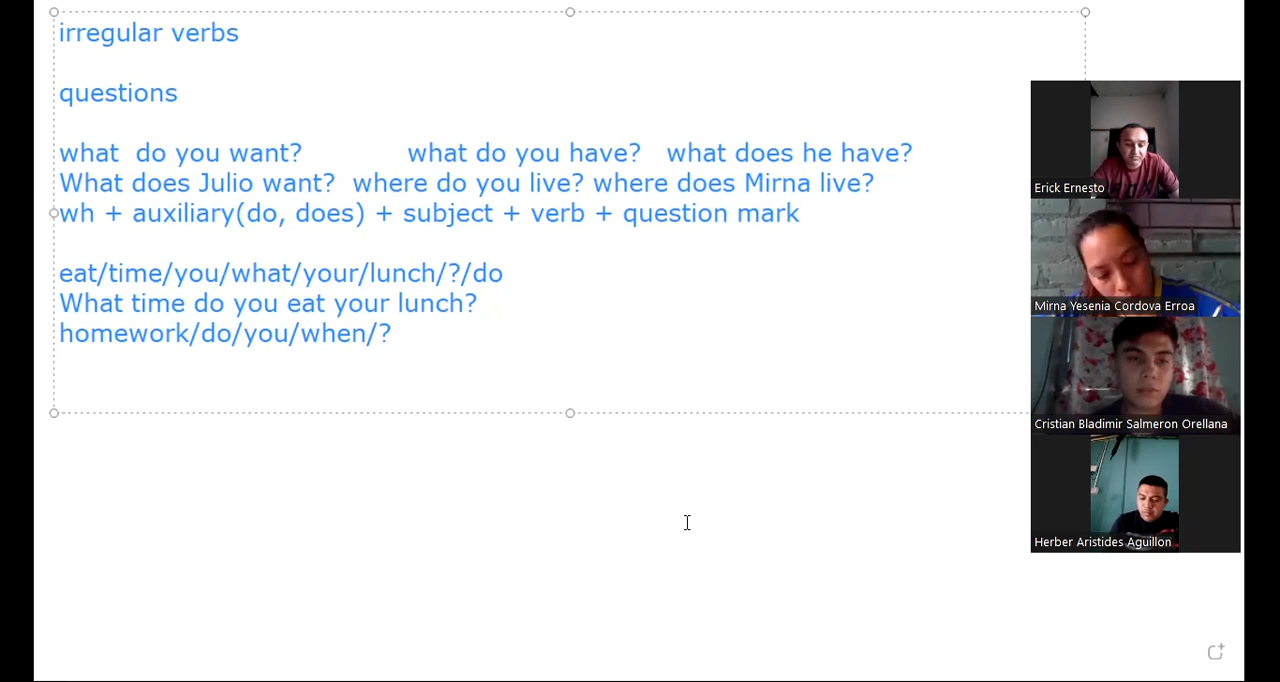 irregular verbs
questions
what  do you want?             what do you have?   what does he have?
What does Julio want?  where do you live? where does Mirna live?
wh + auxiliary(do, does) + subject + verb + question mark
eat/time/you/what/your/lunch/?/do
What time do you eat your lunch?
homework/do/you/when/?
Erick Ernesto
Mirna Yesenia Cordova Erroa
Cristian Bladimir Salmeron Orellana
Herber Aristides Aguillon